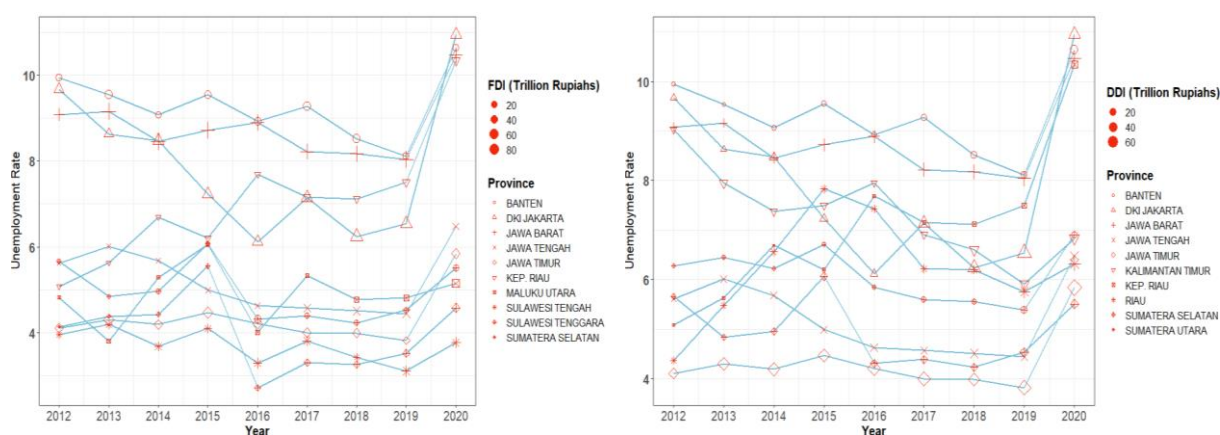 10
8
6
4
Unemployment Rate
2012 2013 2014 2015 2016 2017 2018 2019 2020
Year
FDI (Trillion Rupiahs)
20
40
60
80
Province
BANTEN
DKI JAKARTA
JAWA BARAT
JAWA TENGAH
JAWA TIMUR
KEP. RIAU
MALUKU UTARA
SULAWESI TENGAH
SULAWESI TENGGARA
SUMATERA SELATAN
10
8
6
4
Unemployment Rate
2012 2013 2014 2015 2016 2017 2018 2019 2020
Year
DDI (Trillion Rupiahs)
20
40
60
Province
BANTEN
DKI JAKARTA
JAWA BARAT
JAWA TENGAH
JAWA TIMUR
KALIMANTAN TIMUR
KEP. RIAU
RIAU
SUMATERA SELATAN
SUMATERA UTARA